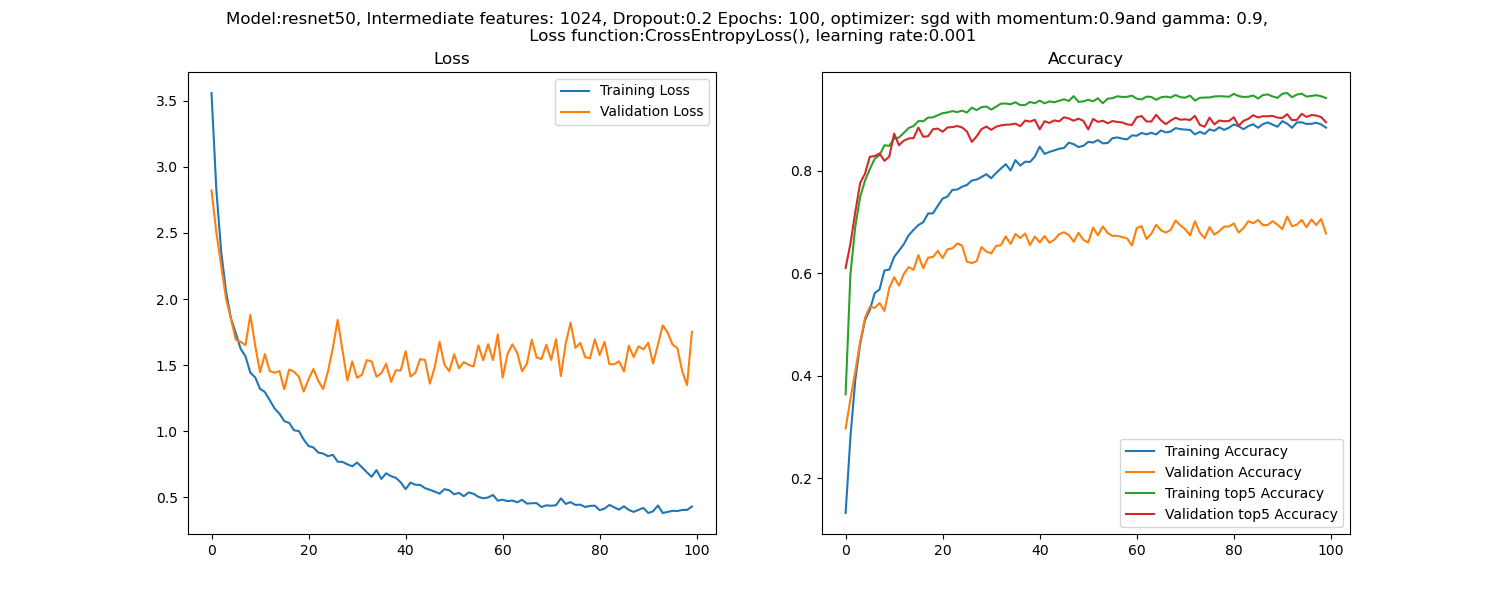 Model:resnet50, Intermediate features: 1024, Dropout:0.2 Epochs: 100, optimizer: sgd with momentum:0.9and gamma: 0.9,
Loss function:CrossEntropyLoss(), learning rate:0.001
Loss
3.5
3.0
2.5
2.0
1.5
1.0
0.5
0 20 40 60 80 100
Training Loss
Validation Loss
Accuracy
0.8
0.6
0.4
0.2
0 20 40 60 80 100
Training Accuracy
Validation Accuracy
Training top5 Accuracy
Validation top5 Accuracy